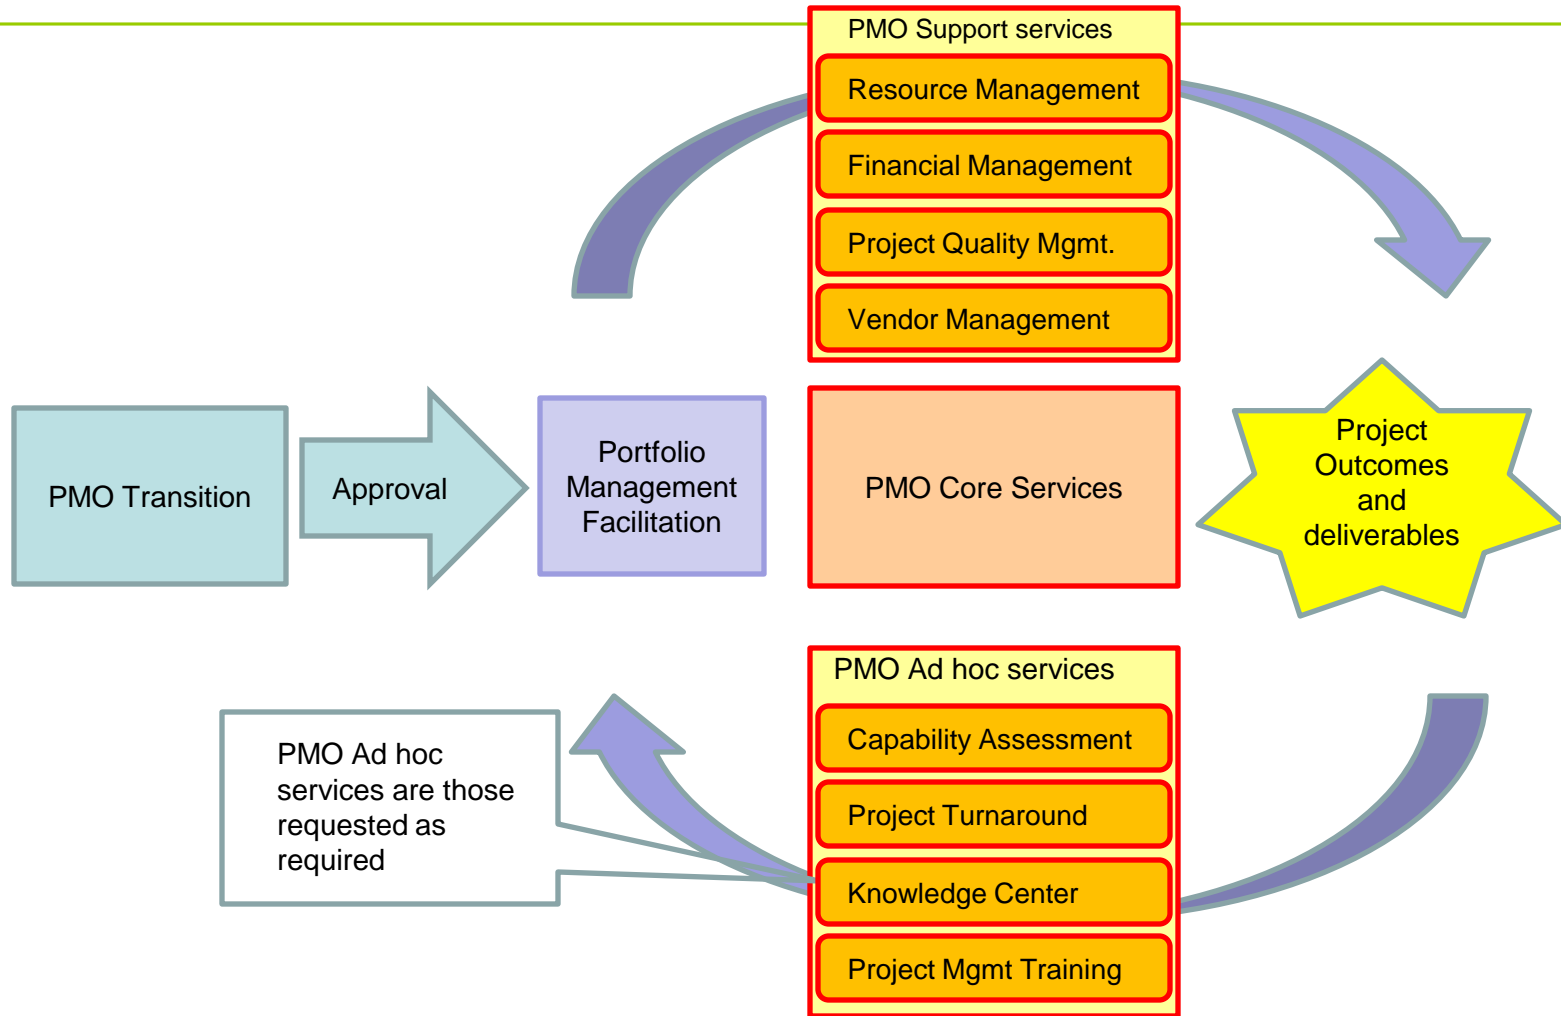 PMO Support services
Resource Management
Financial Management
Project Quality Mgmt.
Vendor Management
PMO Transition
Approval
Portfolio
Management
Facilitation
PMO Core Services
Project
Outcomes
and
deliverables
PMO Ad hoc services
Capability Assessment
Project Turnaround
Knowledge Center
Project Mgmt Training
PMO Ad hoc
services are those
requested as
required